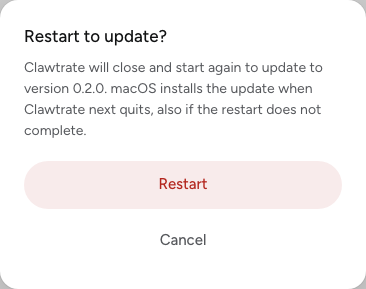 Restart to update?
Clawtrate will close and start again to update to
version 0.2.0. macOS installs the update when
Clawtrate next quits, also if the restart does not
complete.
Restart
Cancel